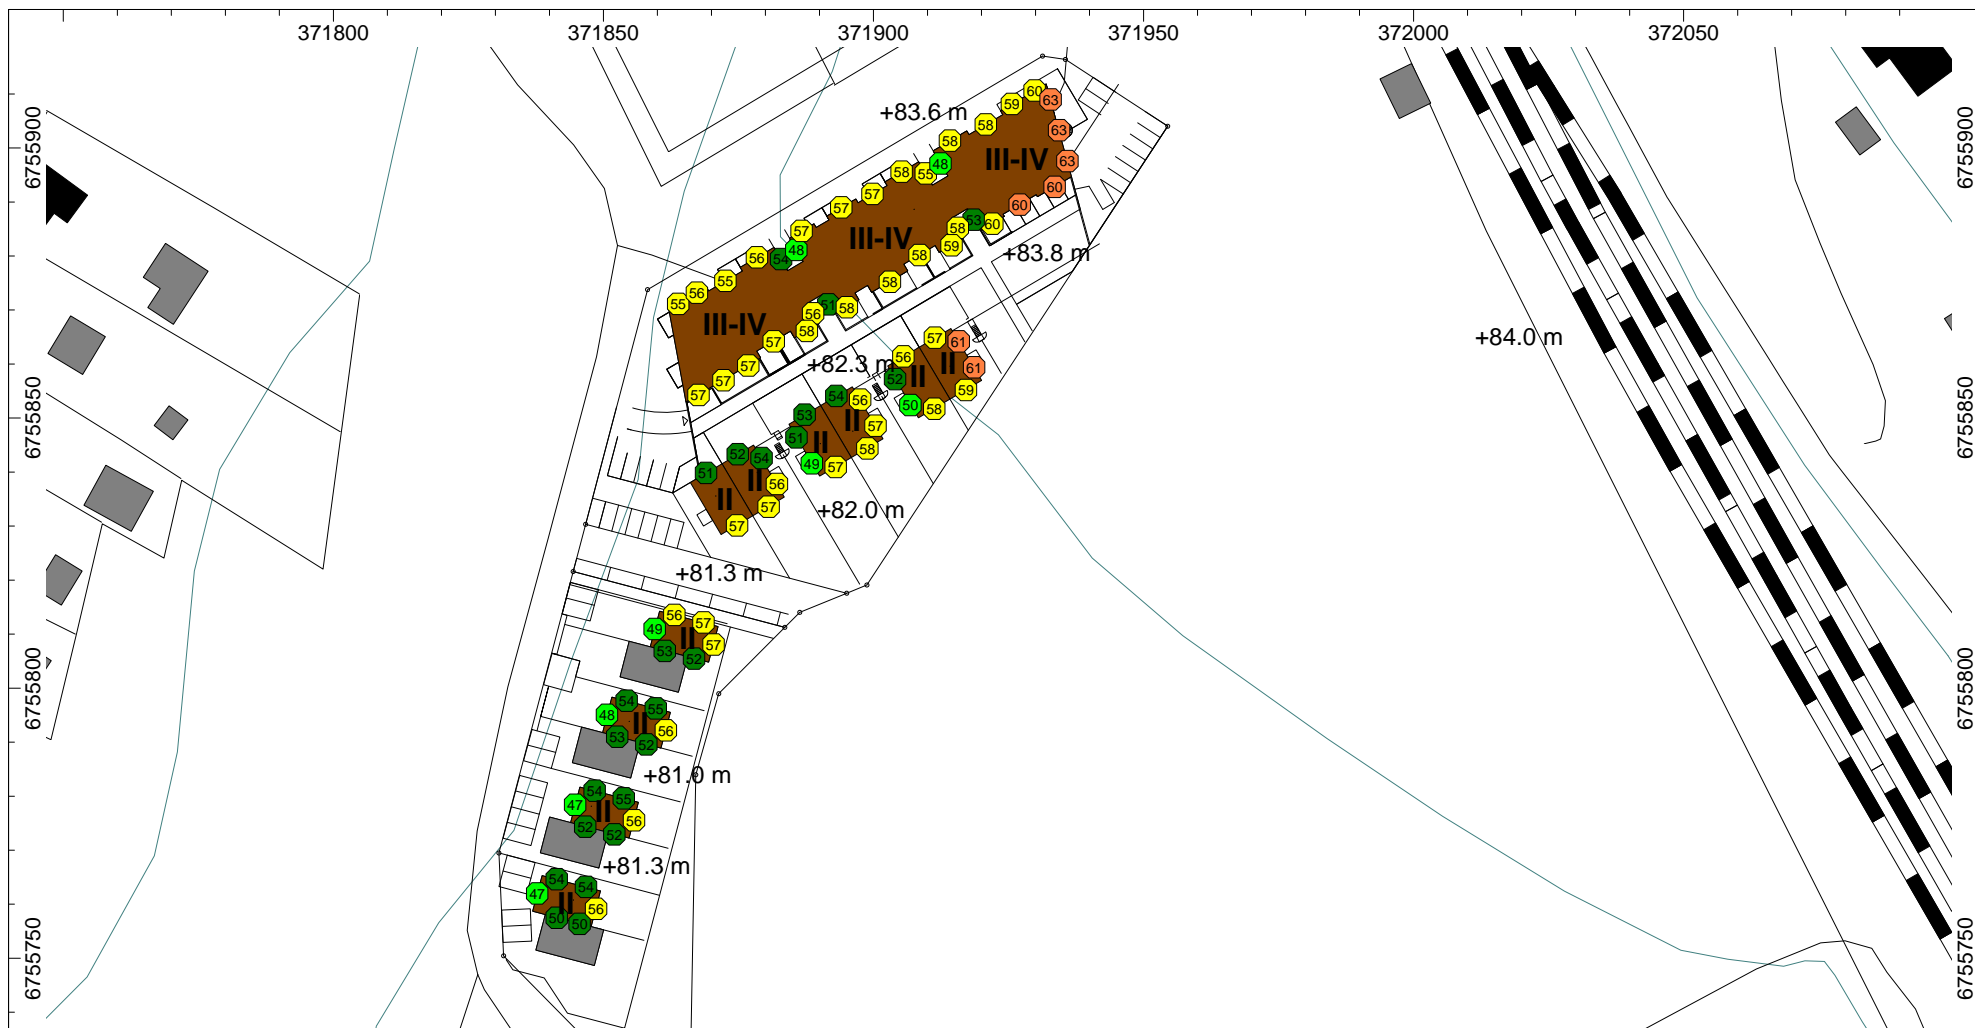 371800 371850 371900 371950 372000 372050
6755900 6755900
6755850 6755850
6755800 6755800
6755750 6755750
+83.6 m
60 63
59
58 63
58
48 III-IV 63
58 55
57 60
57 60
57 58 53 60
48 III-IV 59
56 54 58 +83.8 m
55 58
56
55 51 58
56
III-IV 58
57
57 +82.3 m
57
57
57 61
56 61
52 II II
50 58 59
+84.0 m
54 56
53 II 57
51 II 58
49 57
52 54
51 II 56
II 57
57
+82.0 m
+81.3 m
56 57
49 II 57
53 52
54 55
48 II 56
53 52
+81.0 m
54 55
47 II 56
52 52
+81.3 m
54 54
47 II 56
50 50